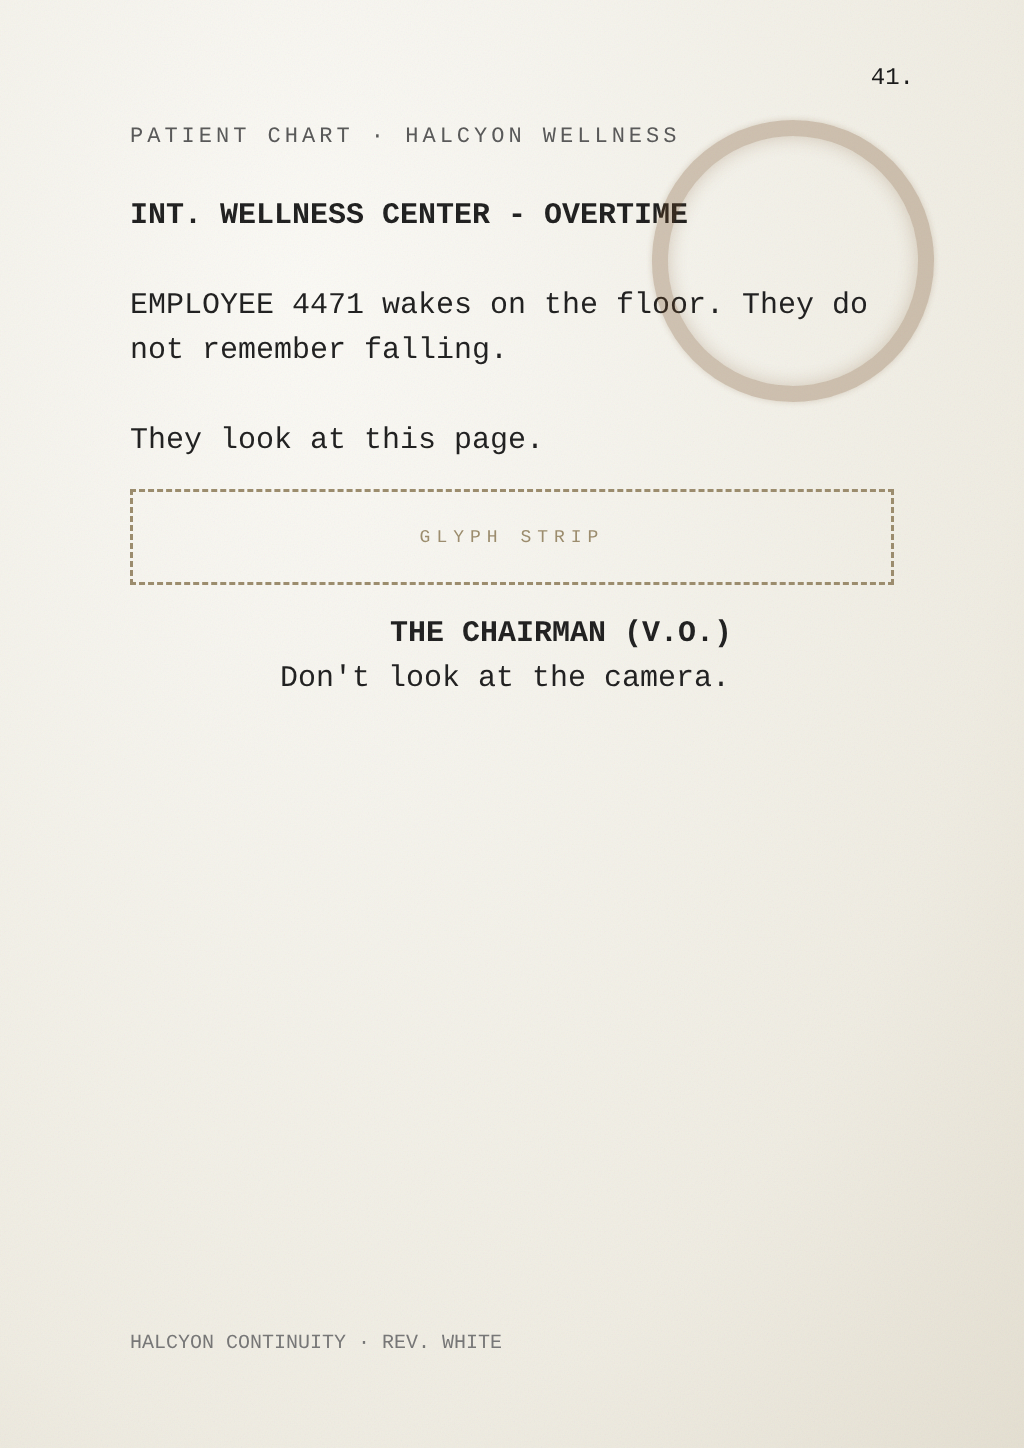 41.
PATIENT CHART · HALCYON WELLNESS
INT. WELLNESS CENTER - OVERTIME
EMPLOYEE 4471 wakes on the floor. They do
not remember falling.
They look at this page.
GLYPH STRIP
THE CHAIRMAN (V.O.)
Don't look at the camera.
HALCYON CONTINUITY · REV. WHITE